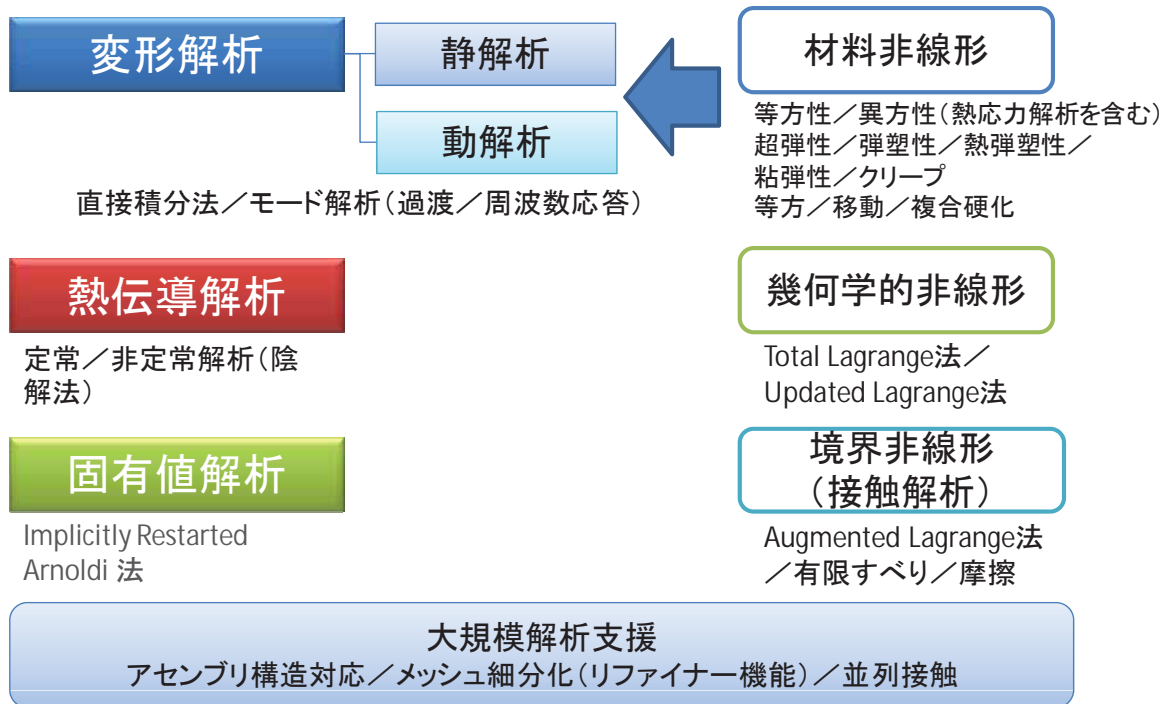 変形解析
静解析
動解析
直接積分法／モード解析（過渡／周波数応答）
材料非線形
等方性／異方性（熱応力解析を含む）
超弾性／弾塑性／熱弾塑性／
粘弾性／クリープ
等方／移動／複合硬化
熱伝導解析
定常／非定常解析（陰
解法）
幾何学的非線形
Total Lagrange法／
Updated Lagrange法
固有値解析
Implicitly Restarted
Arnoldi 法
境界非線形
（接触解析）
Augmented Lagrange法
／有限すべり／摩擦
大規模解析支援
アセンブリ構造対応／メッシュ細分化（リファイナー機能）／並列接触